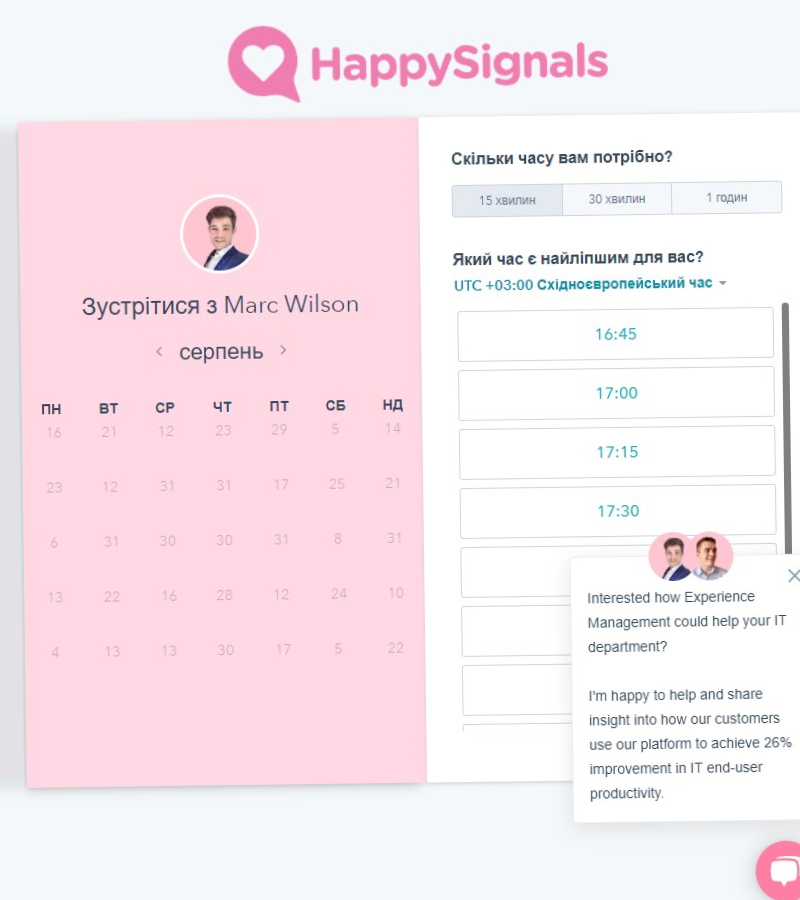 HappySignals
Зустрітися з Marc Wilson
серпень
ПН ВТ СР ЧТ ПТ СБ НД
16 21 12 23 29 5 14
23 12 31 31 17 25 21
6 31 30 30 31 8 31
13 22 16 28 12 24 10
4 13 13 30 17 5 22
Скільки часу вам потрібно?
15 хвилин 30 хвилин 1 годин
Який час є найліпшим для вас?
UTC +03:00 Східноєвропейський час
16:45
17:00
17:15
17:30
Interested how Experience
Management could help your IT
department?
I'm happy to help and share
insight into how our customers
use our platform to achieve 26%
improvement in IT end-user
productivity.